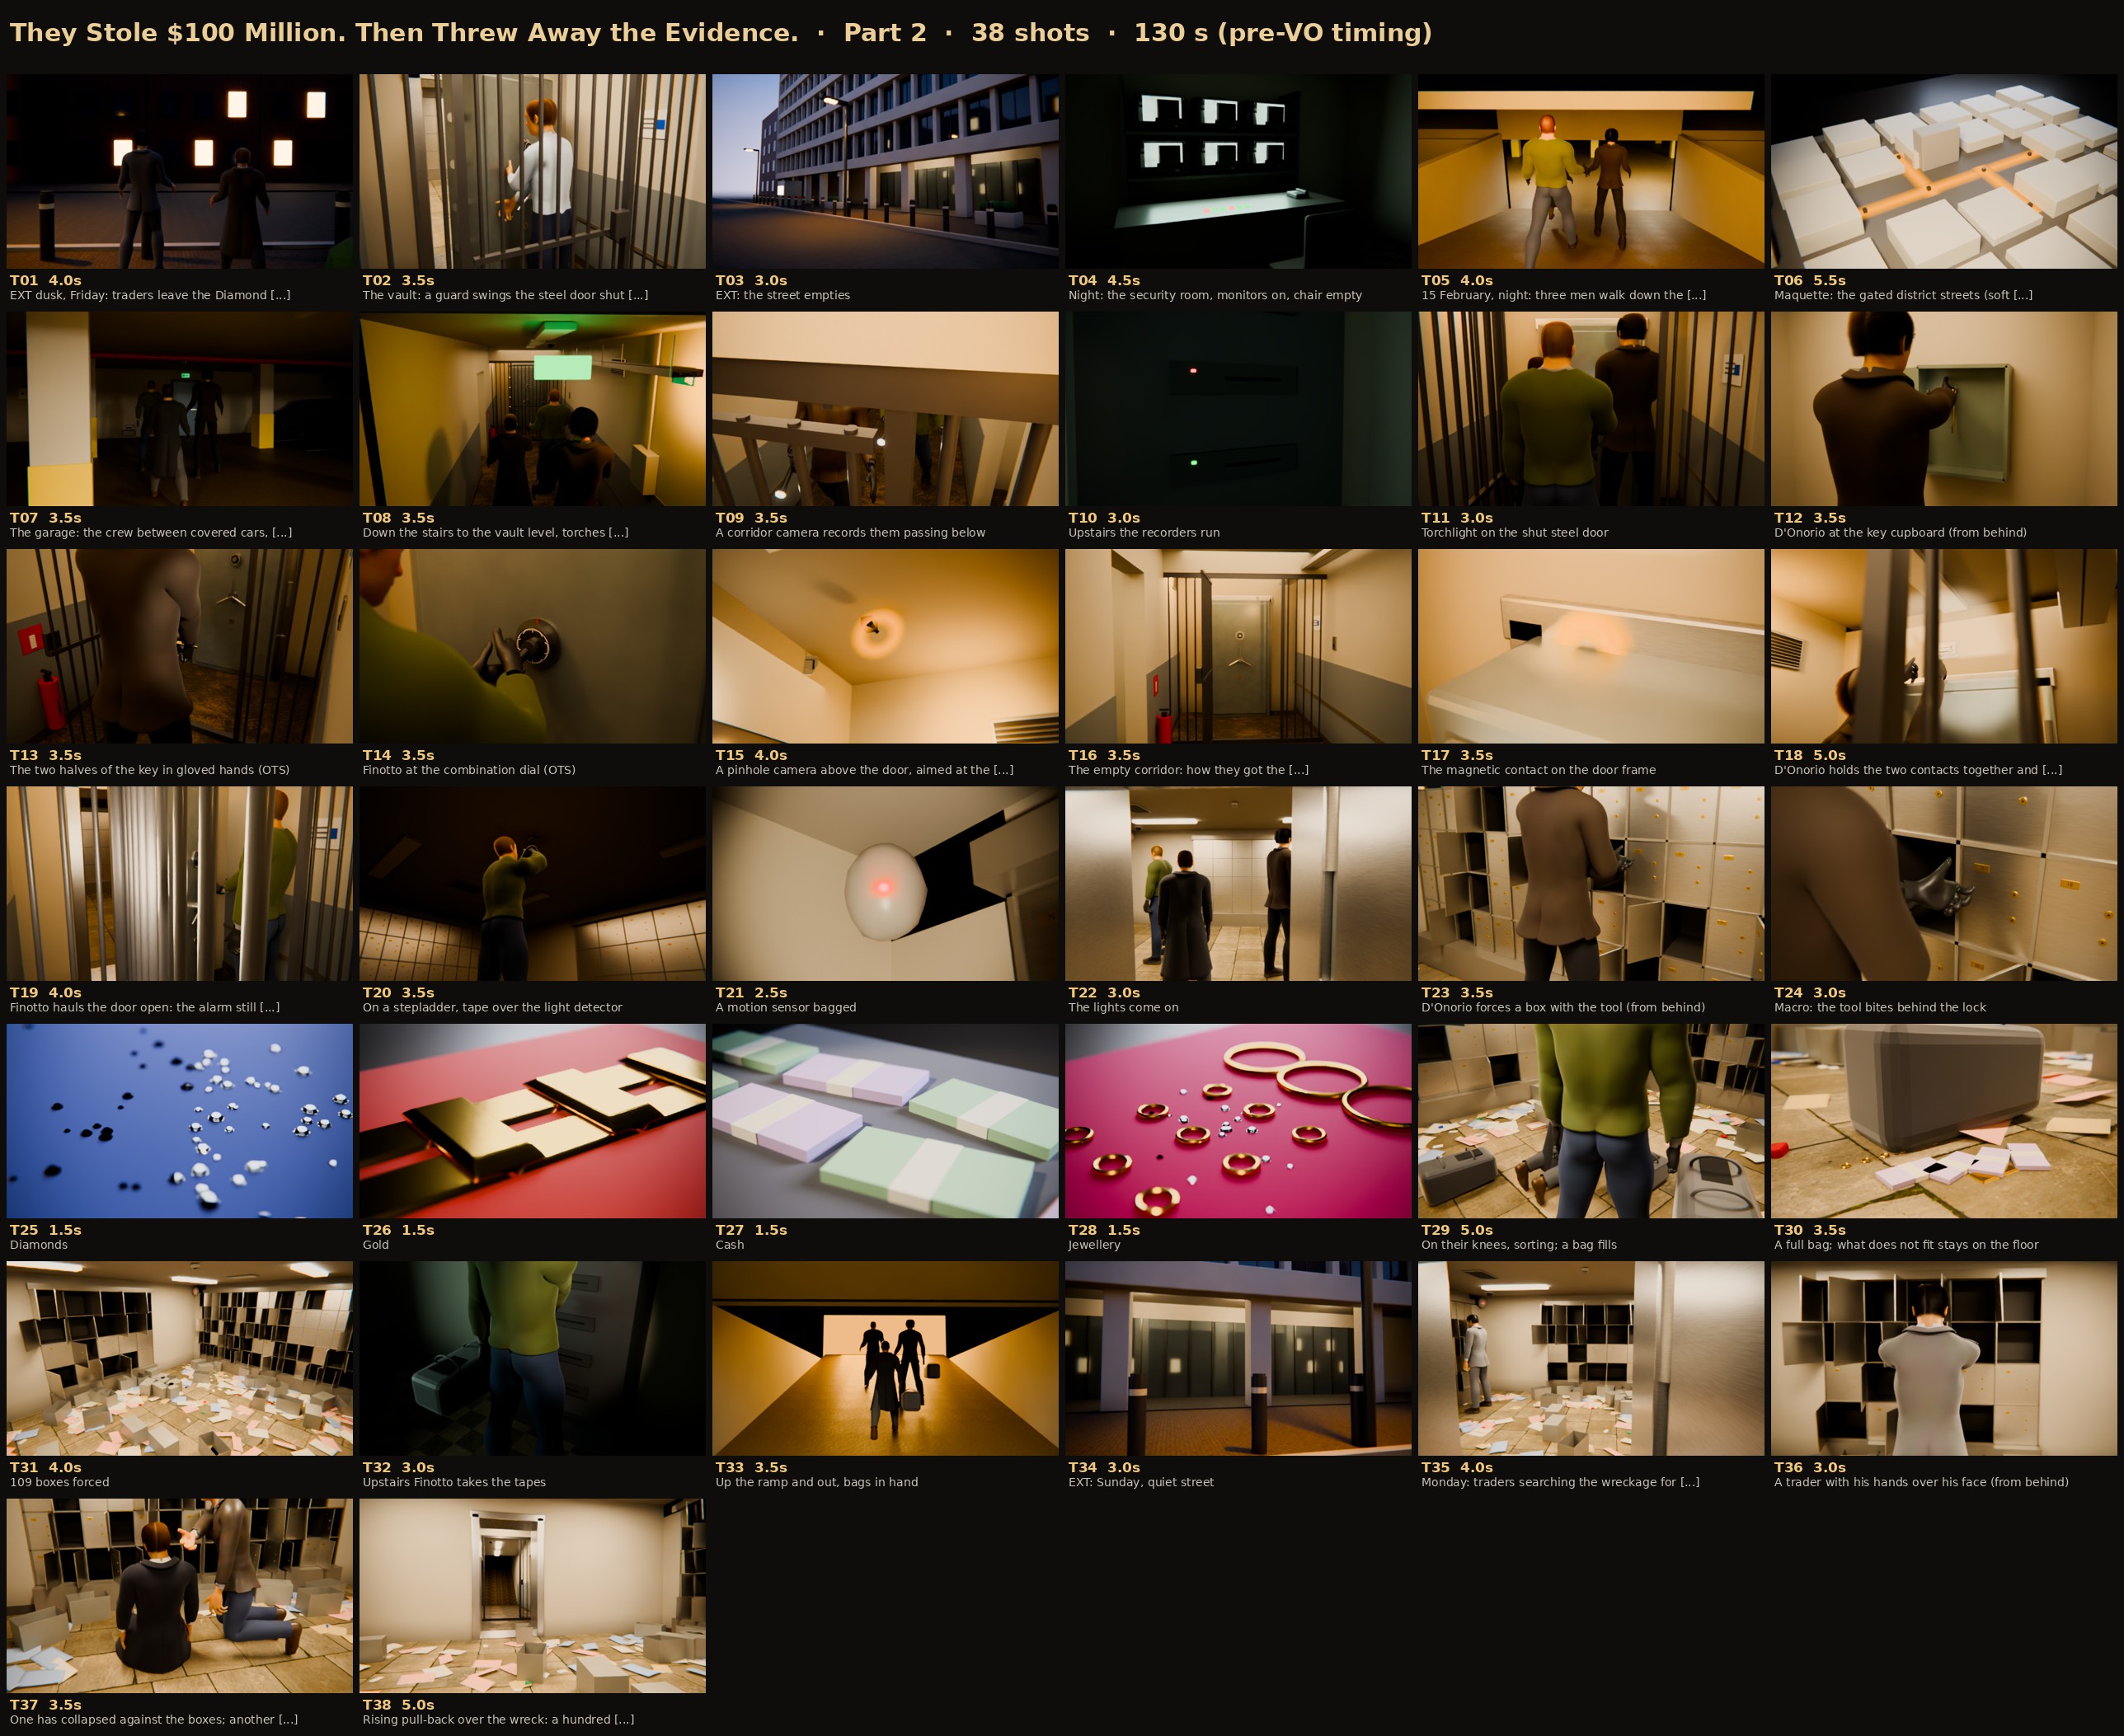 They Stole $100 Million. Then Threw Away the Evidence. · Part 2 · 38 shots · 130 s (pre-VO timing)
T01 4.0s
EXT dusk, Friday: traders leave the Diamond [...]
T02 3.5s
The vault: a guard swings the steel door shut [...]
T03 3.0s
EXT: the street empties
T04 4.5s
Night: the security room, monitors on, chair empty
T05 4.0s
15 February, night: three men walk down the [...]
T06 5.5s
Maquette: the gated district streets (soft [...]
T07 3.5s
The garage: the crew between covered cars, [...]
T08 3.5s
Down the stairs to the vault level, torches [...]
T09 3.5s
A corridor camera records them passing below
T10 3.0s
Upstairs the recorders run
T11 3.0s
Torchlight on the shut steel door
T12 3.5s
D'Onorio at the key cupboard (from behind)
T13 3.5s
The two halves of the key in gloved hands (OTS)
T14 3.5s
Finotto at the combination dial (OTS)
T15 4.0s
A pinhole camera above the door, aimed at the [...]
T16 3.5s
The empty corridor: how they got the [...]
T17 3.5s
The magnetic contact on the door frame
T18 5.0s
D'Onorio holds the two contacts together and [...]
T19 4.0s
Finotto hauls the door open: the alarm still [...]
T20 3.5s
On a stepladder, tape over the light detector
T21 2.5s
A motion sensor bagged
T22 3.0s
The lights come on
T23 3.5s
D'Onorio forces a box with the tool (from behind)
T24 3.0s
Macro: the tool bites behind the lock
T25 1.5s
Diamonds
T26 1.5s
Gold
T27 1.5s
Cash
T28 1.5s
Jewellery
T29 5.0s
On their knees, sorting; a bag fills
T30 3.5s
A full bag; what does not fit stays on the floor
T31 4.0s
109 boxes forced
T32 3.0s
Upstairs Finotto takes the tapes
T33 3.5s
Up the ramp and out, bags in hand
T34 3.0s
EXT: Sunday, quiet street
T35 4.0s
Monday: traders searching the wreckage for [...]
T36 3.0s
A trader with his hands over his face (from behind)
T37 3.5s
One has collapsed against the boxes; another [...]
T38 5.0s
Rising pull-back over the wreck: a hundred [...]